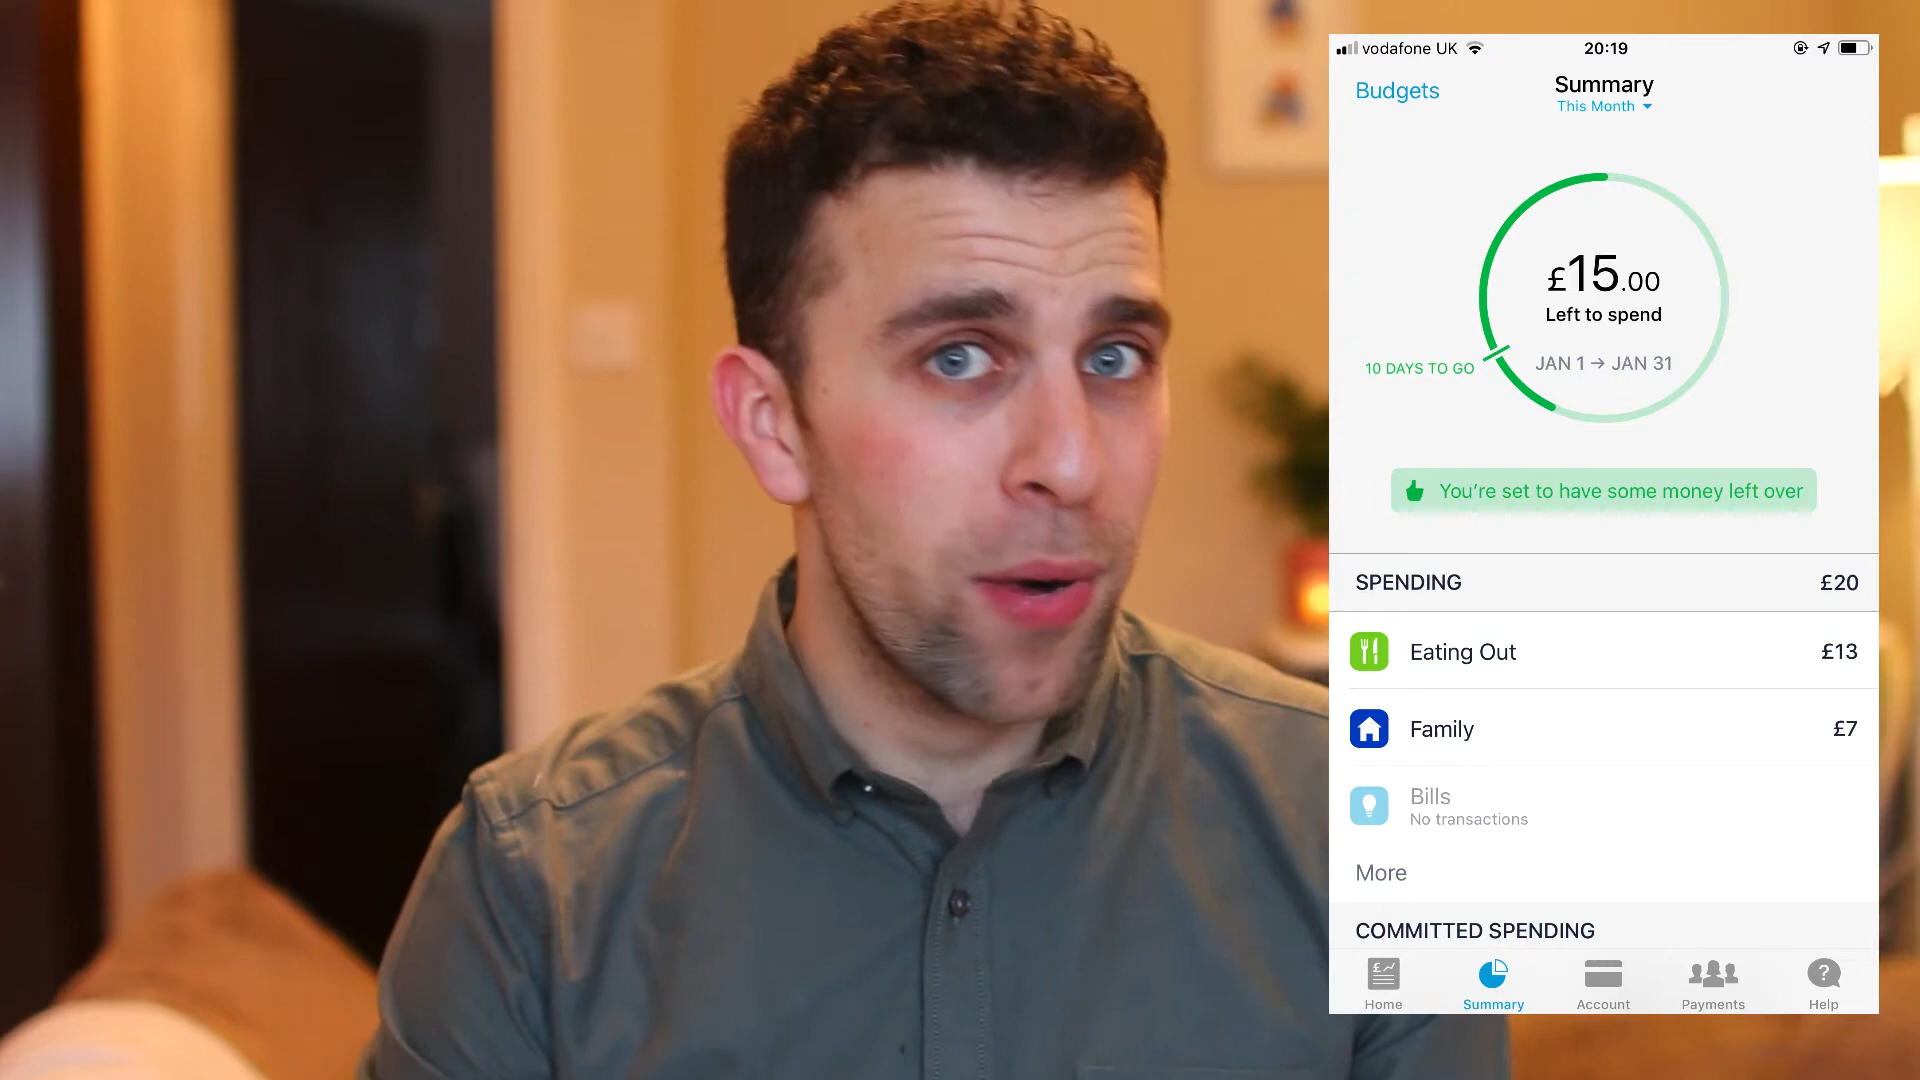 vodafone UK 20:19
Budgets Summary
This Month
£15.00
Left to spend
10 DAYS TO GO JAN 1 → JAN 31
You're set to have some money left over
SPENDING £20
Eating Out £13
Family £7
Bills
No transactions
More
COMMITTED SPENDING
Home Summary Account Payments Help